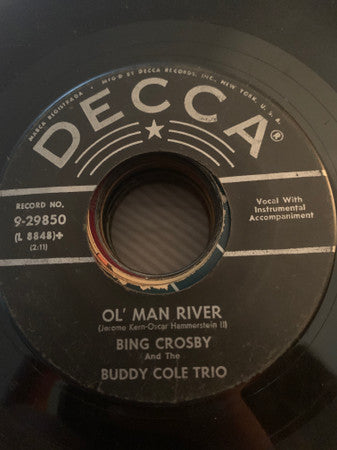 MARCA REGISTRADA · MF'G BY DECCA RECORDS, INC., NEW YORK, U. S. A.
DECCA®
RECORD NO.
9-29850
(L 8848)+
(2:11)
Vocal With
Instrumental
Accompaniment
OL' MAN RIVER
(Jerome Kern-Oscar Hammerstein II)
BING CROSBY
And The
BUDDY COLE TRIO